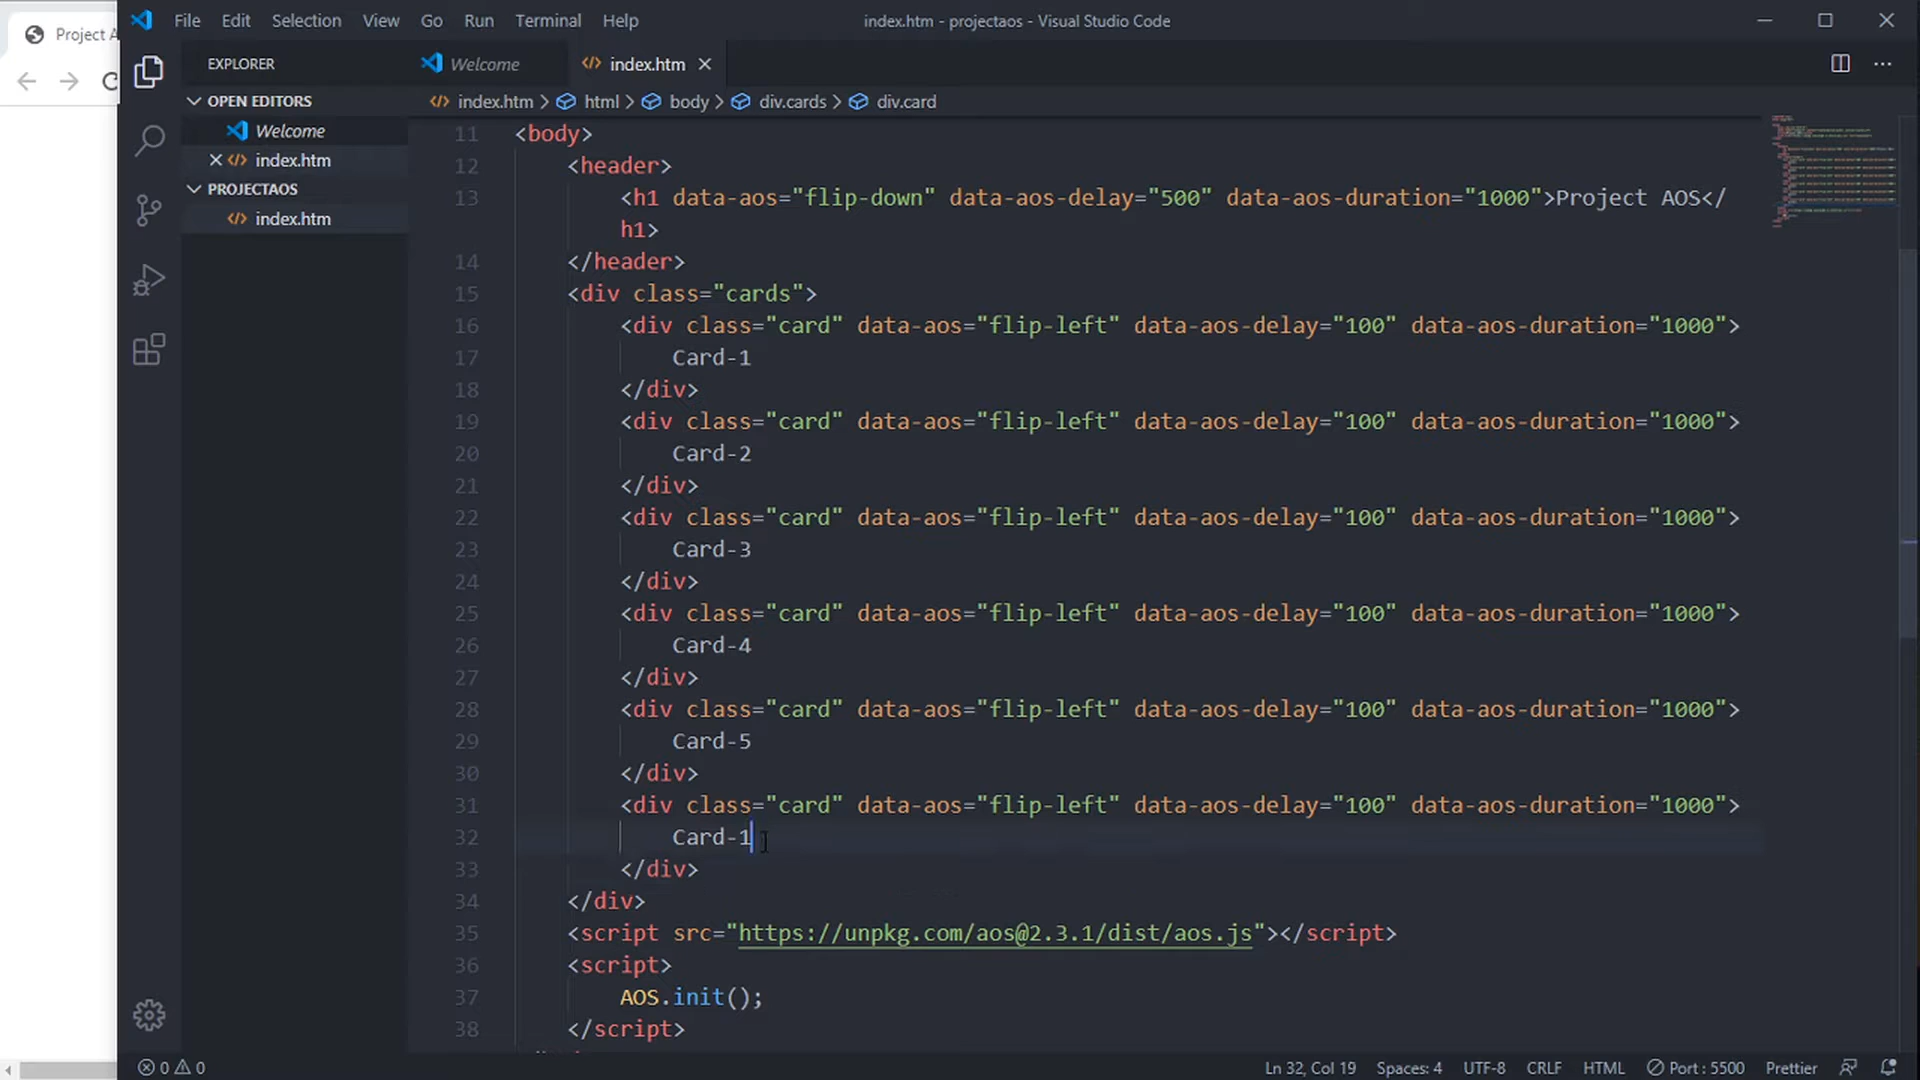 Project A
File Edit Selection View Go Run Terminal Help
index.htm - projectaos - Visual Studio Code
EXPLORER
OPEN EDITORS
Welcome
index.htm
PROJECTAOS
index.htm
Welcome
index.htm
index.htm > html > body > div.cards > div.card
11 <body>
12 <header>
13 <h1 data-aos="flip-down" data-aos-delay="500" data-aos-duration="1000">Project AOS</
h1>
14 </header>
15 <div class="cards">
16 <div class="card" data-aos="flip-left" data-aos-delay="100" data-aos-duration="1000">
17 Card-1
18 </div>
19 <div class="card" data-aos="flip-left" data-aos-delay="100" data-aos-duration="1000">
20 Card-2
21 </div>
22 <div class="card" data-aos="flip-left" data-aos-delay="100" data-aos-duration="1000">
23 Card-3
24 </div>
25 <div class="card" data-aos="flip-left" data-aos-delay="100" data-aos-duration="1000">
26 Card-4
27 </div>
28 <div class="card" data-aos="flip-left" data-aos-delay="100" data-aos-duration="1000">
29 Card-5
30 </div>
31 <div class="card" data-aos="flip-left" data-aos-delay="100" data-aos-duration="1000">
32 Card-1
33 </div>
34 </div>
35 <script src="https://unpkg.com/aos@2.3.1/dist/aos.js"></script>
36 <script>
37 AOS.init();
38 </script>
0 0
Ln 32, Col 19 Spaces: 4 UTF-8 CRLF HTML Port : 5500 Prettier